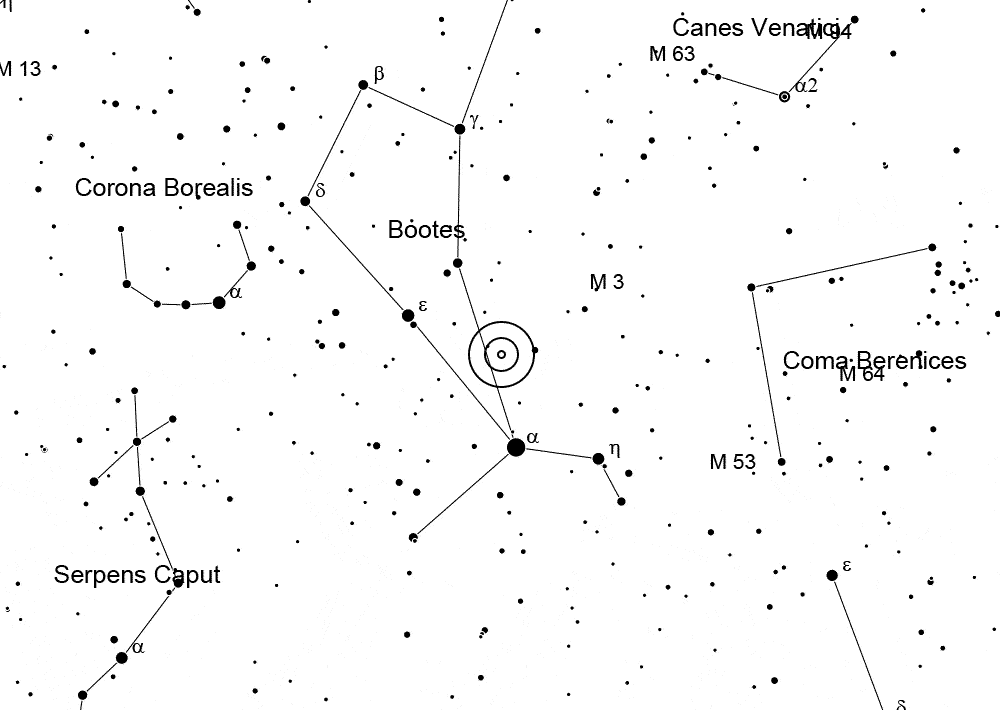 η
Canes Venatici
M 94
M 63
M 13
β
α2
γ
Corona Borealis
δ
Bootes
M 3
α
ε
Coma Berenices
M 64
α
η
M 53
ε
Serpens Caput
α
δ